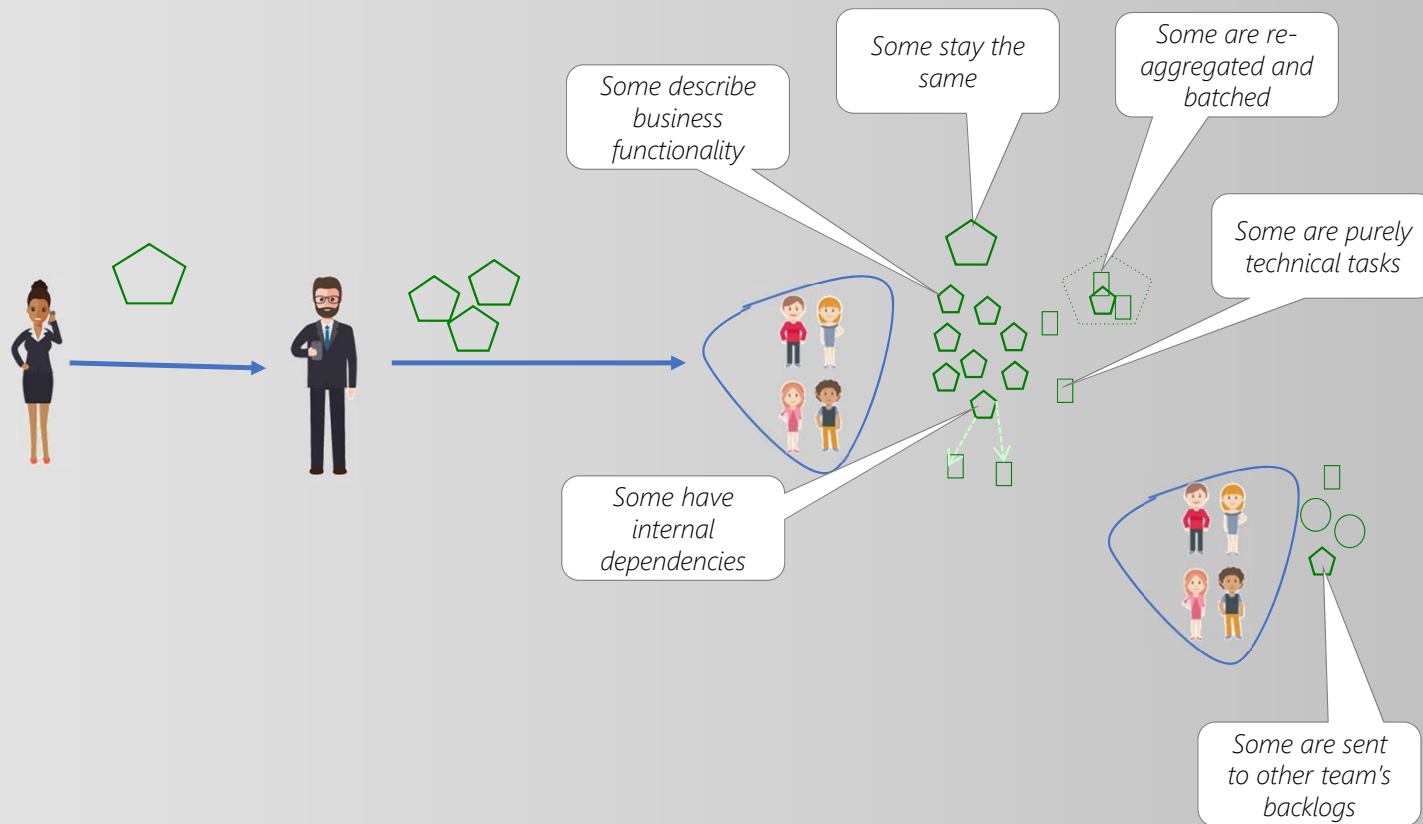 Some stay the
same
Some are re-
aggregated and
batched
Some describe
business
functionality
Some are purely
technical tasks
Some have
internal
dependencies
Some are sent
to other team's
backlogs